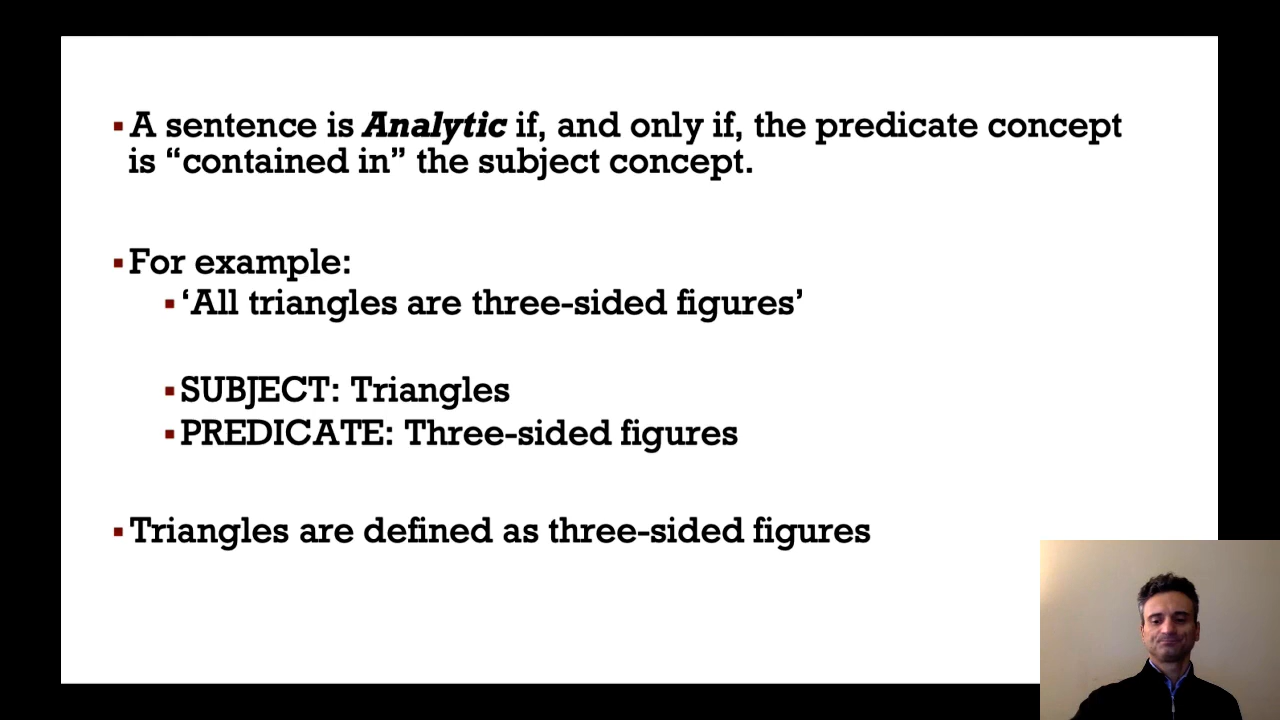 ▪A sentence is Analytic if, and only if, the predicate concept
is “contained in” the subject concept.
▪For example:
▪‘All triangles are three-sided figures’
▪SUBJECT: Triangles
▪PREDICATE: Three-sided figures
▪Triangles are defined as three-sided figures